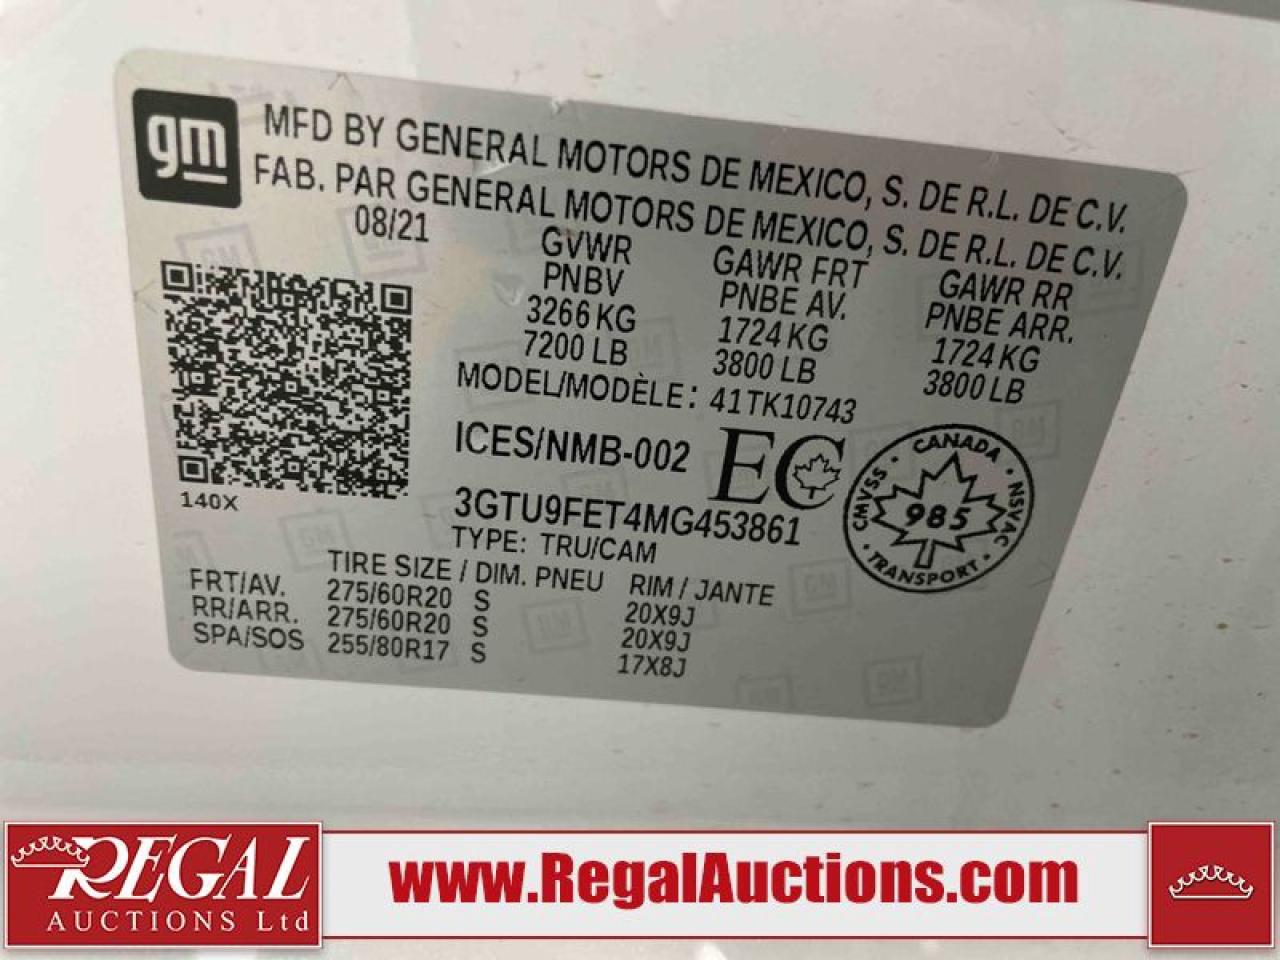 gm
MFD BY GENERAL MOTORS DE MEXICO, S. DE R.L. DE C.V.
FAB. PAR GENERAL MOTORS DE MEXICO, S. DE R.L. DE C.V.
08/21
GVWR GAWR FRT GAWR RR
PNBV PNBE AV. PNBE ARR.
3266 KG 1724 KG 1724 KG
7200 LB 3800 LB 3800 LB
MODEL/MODÈLE: 41TK10743
ICES/NMB-002 EC
CANADA · NSVAC · TRANSPORT · CMVSS ·
985
140X
3GTU9FET4MG453861
TYPE: TRU/CAM
TIRE SIZE / DIM. PNEU RIM / JANTE
FRT/AV. 275/60R20 S 20X9J
RR/ARR. 275/60R20 S 20X9J
SPA/SOS 255/80R17 S 17X8J
REGAL
AUCTIONS Ltd
www.RegalAuctions.com